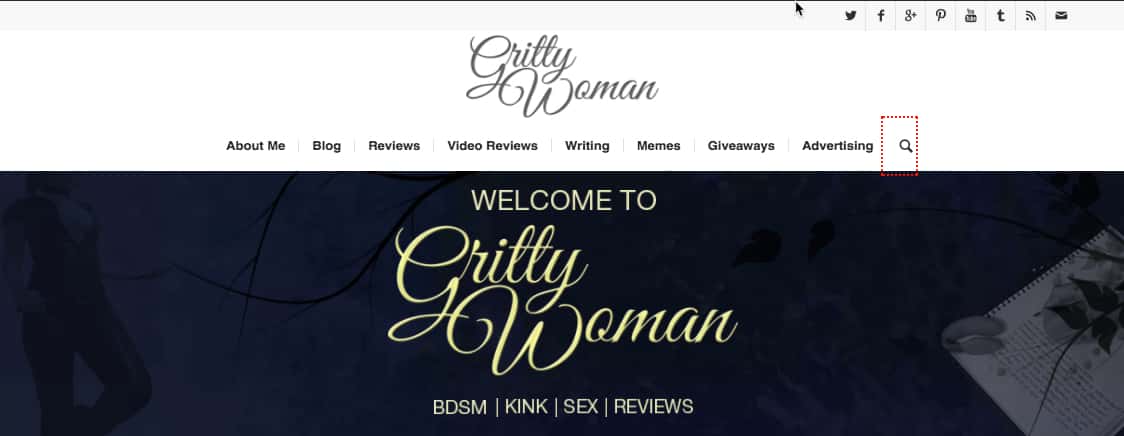 Gritty
Woman
About Me Blog Reviews Video Reviews Writing Memes Giveaways Advertising
WELCOME TO
Gritty
Woman
BDSM | KINK | SEX | REVIEWS